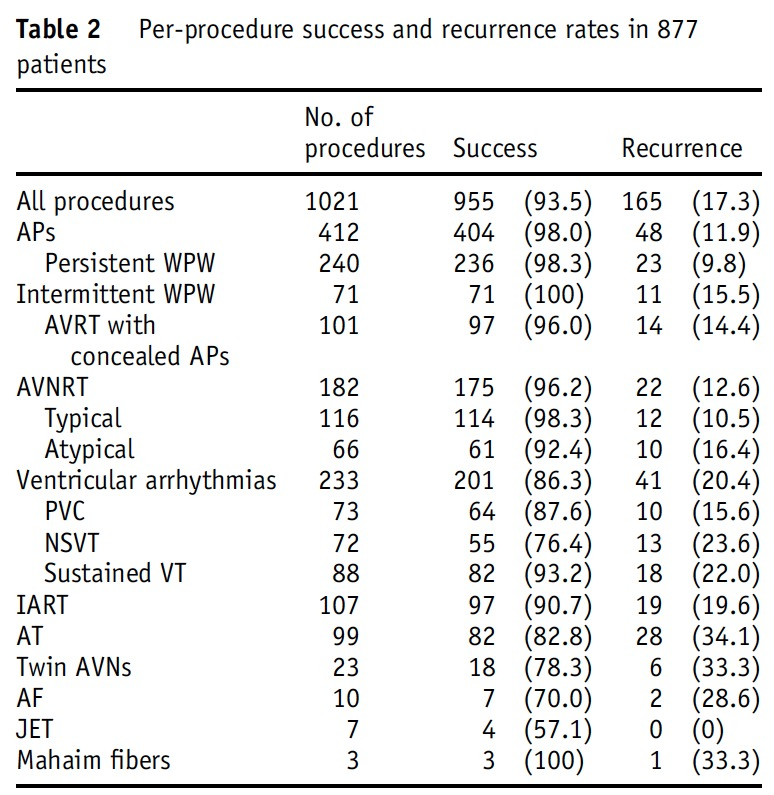 Table 2 Per-procedure success and recurrence rates in 877
patients
No. of
procedures Success Recurrence
All procedures 1021 955 (93.5) 165 (17.3)
APs 412 404 (98.0) 48 (11.9)
Persistent WPW 240 236 (98.3) 23 (9.8)
Intermittent WPW 71 71 (100) 11 (15.5)
AVRT with 101 97 (96.0) 14 (14.4)
concealed APs
AVNRT 182 175 (96.2) 22 (12.6)
Typical 116 114 (98.3) 12 (10.5)
Atypical 66 61 (92.4) 10 (16.4)
Ventricular arrhythmias 233 201 (86.3) 41 (20.4)
PVC 73 64 (87.6) 10 (15.6)
NSVT 72 55 (76.4) 13 (23.6)
Sustained VT 88 82 (93.2) 18 (22.0)
IART 107 97 (90.7) 19 (19.6)
AT 99 82 (82.8) 28 (34.1)
Twin AVNs 23 18 (78.3) 6 (33.3)
AF 10 7 (70.0) 2 (28.6)
JET 7 4 (57.1) 0 (0)
Mahaim fibers 3 3 (100) 1 (33.3)